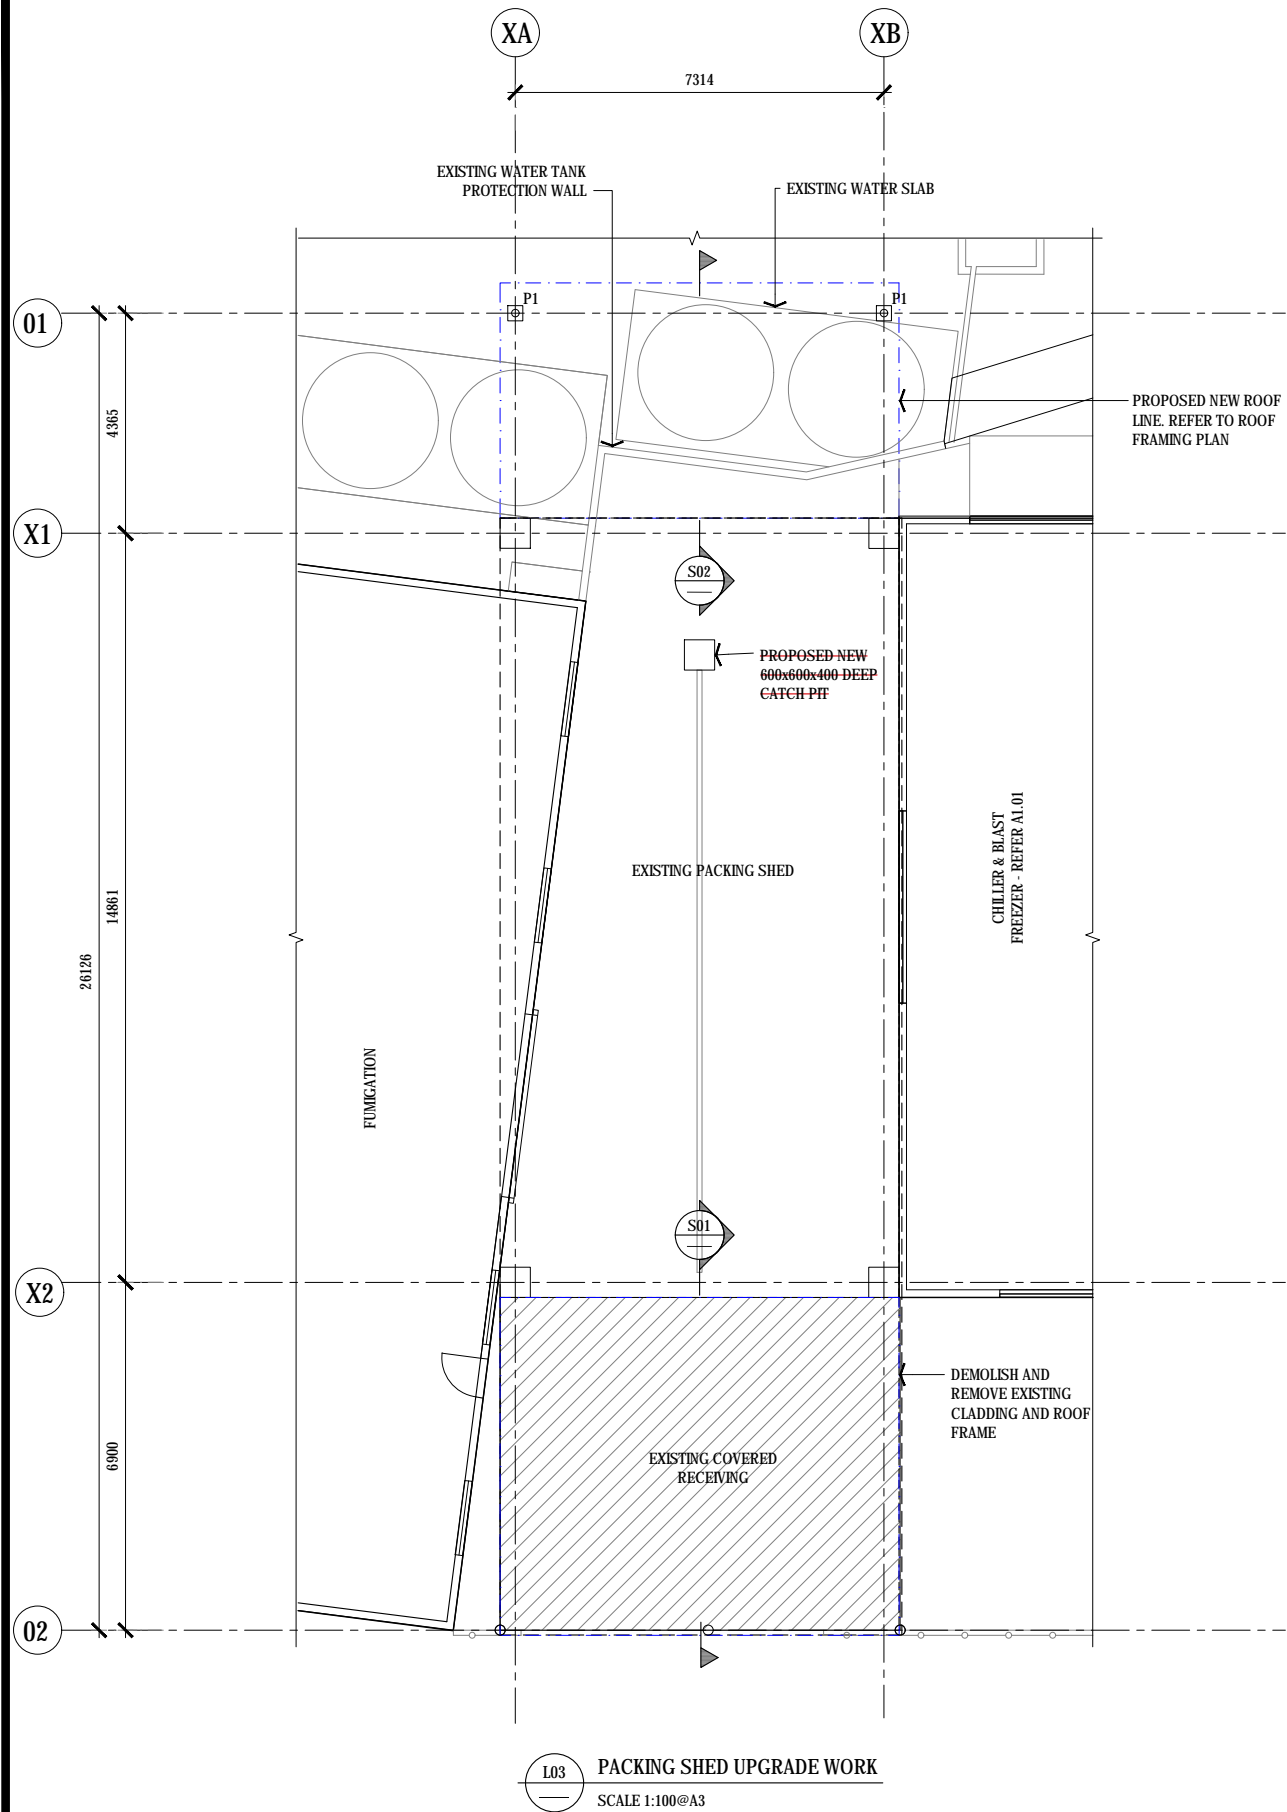 XA
XB
7314
EXISTING WATER TANK
PROTECTION WALL
EXISTING WATER SLAB
P1
P1
01
4365
PROPOSED NEW ROOF
LINE. REFER TO ROOF
FRAMING PLAN
X1
S02
PROPOSED NEW
600x600x400 DEEP
CATCH PIT
EXISTING PACKING SHED
CHILLER & BLAST
FREEZER - REFER A1.01
14861
26126
FUMIGATION
S01
X2
DEMOLISH AND
REMOVE EXISTING
CLADDING AND ROOF
FRAME
6900
EXISTING COVERED
RECEIVING
02
L03
PACKING SHED UPGRADE WORK
SCALE 1:100@A3